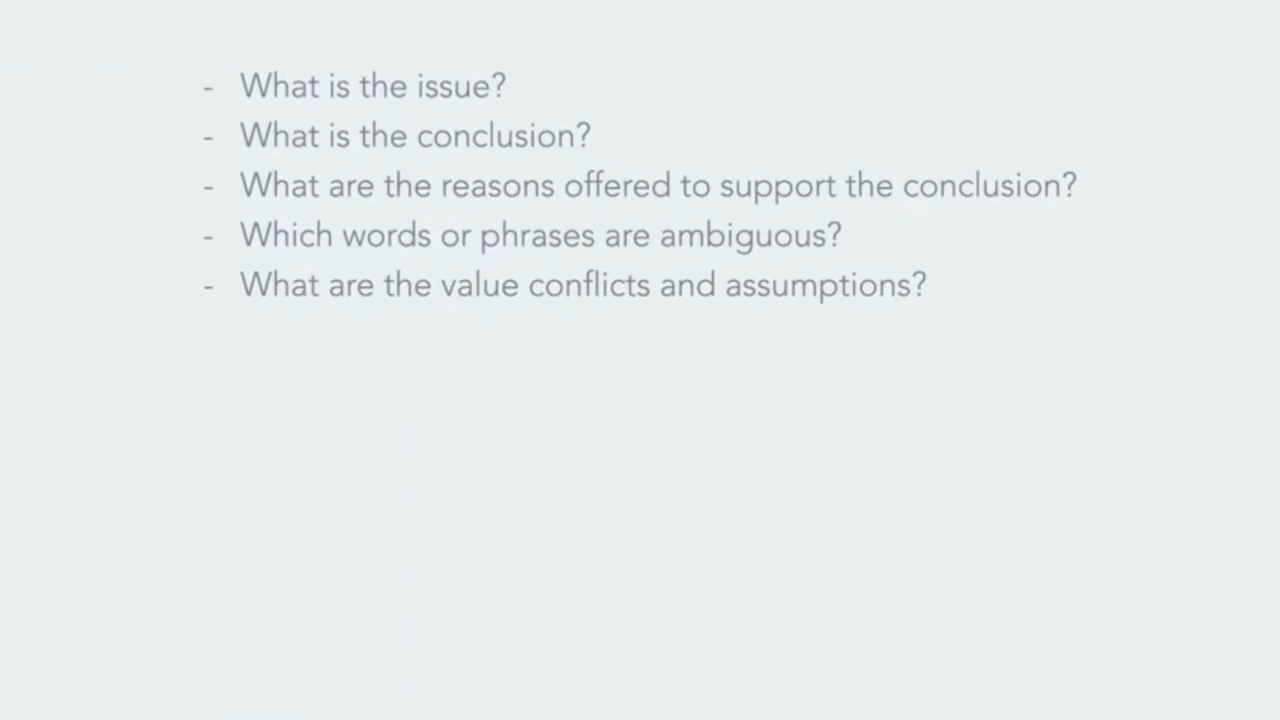 - What is the issue?
- What is the conclusion?
- What are the reasons offered to support the conclusion?
- Which words or phrases are ambiguous?
- What are the value conflicts and assumptions?